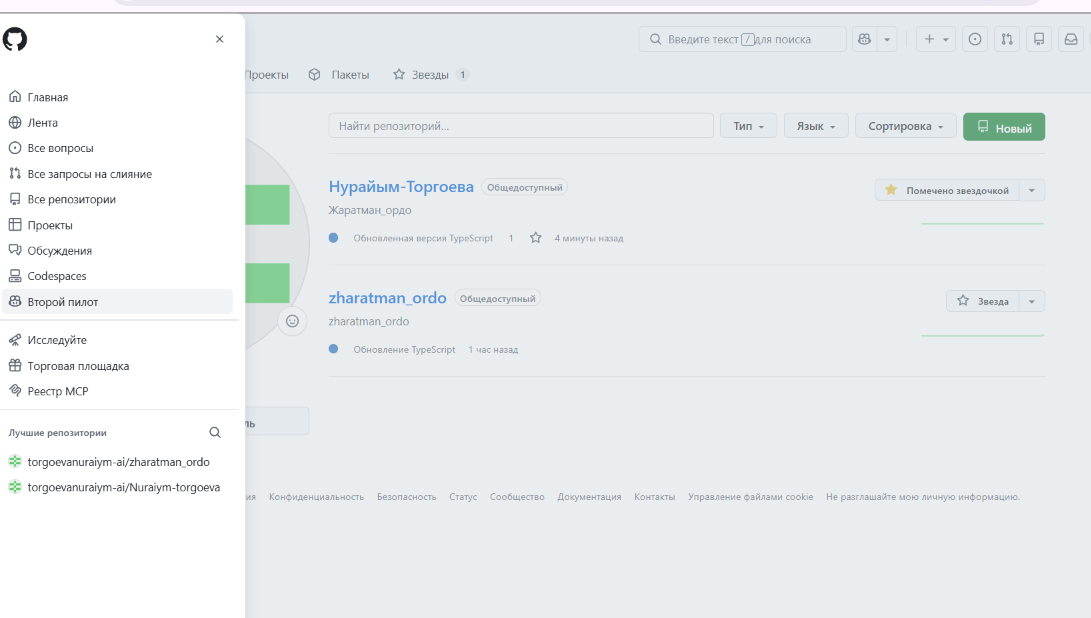 Введите текст / для поиска
Проекты
Пакеты
Звезды 1
Главная
Лента
Все вопросы
Все запросы на слияние
Все репозитории
Проекты
Обсуждения
Codespaces
Второй пилот
Исследуйте
Торговая площадка
Реестр MCP
Лучшие репозитории
torgoevanuraiym-ai/zharatman_ordo
torgoevanuraiym-ai/Nuraiym-torgoeva
Найти репозиторий...
Тип
Язык
Сортировка
Новый
Нурайым-Торгоева Общедоступный
Помечено звездочкой
Жаратман_ордо
Обновленная версия TypeScript 1 4 минуты назад
zharatman_ordo Общедоступный
Звезда
zharatman_ordo
Обновление TypeScript 1 час назад
Конфиденциальность Безопасность Статус Сообщество Документация Контакты Управление файлами cookie Не разглашайте мою личную информацию.